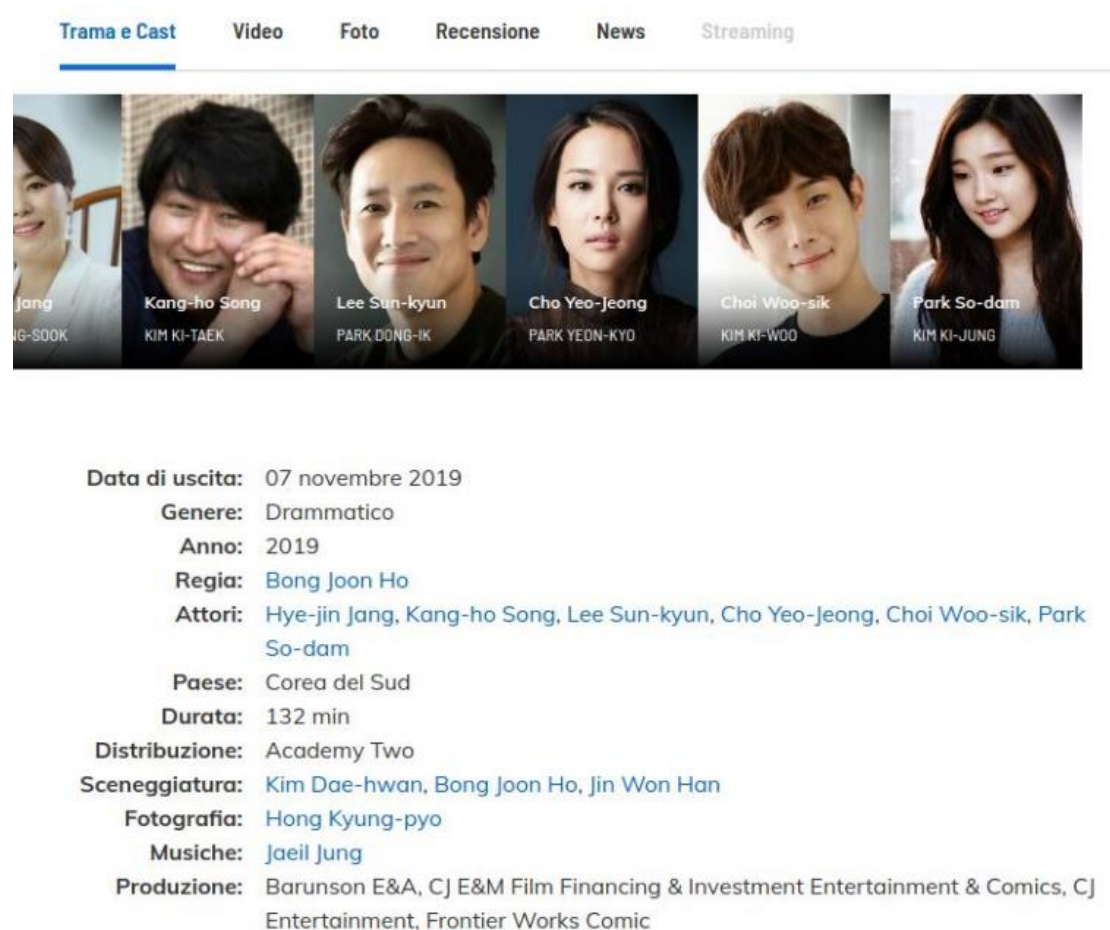 Trama e Cast Video Foto Recensione News Streaming
Jang Kang-ho Song Lee Sun-kyun Cho Yeo-Jeong Choi Woo-sik Park So-dam
NG-SOOK KIM KI-TAEK PARK DONG-IK PARK YEON-KYO KIM KI-WOO KIM KI-JUNG
Data di uscita: 07 novembre 2019
Genere: Drammatico
Anno: 2019
Regia: Bong Joon Ho
Attori: Hye-jin Jang, Kang-ho Song, Lee Sun-kyun, Cho Yeo-Jeong, Choi Woo-sik, Park
So-dam
Paese: Corea del Sud
Durata: 132 min
Distribuzione: Academy Two
Sceneggiatura: Kim Dae-hwan, Bong Joon Ho, Jin Won Han
Fotografia: Hong Kyung-pyo
Musiche: Jaeil Jung
Produzione: Barunson E&A, CJ E&M Film Financing & Investment Entertainment & Comics, CJ
Entertainment, Frontier Works Comic